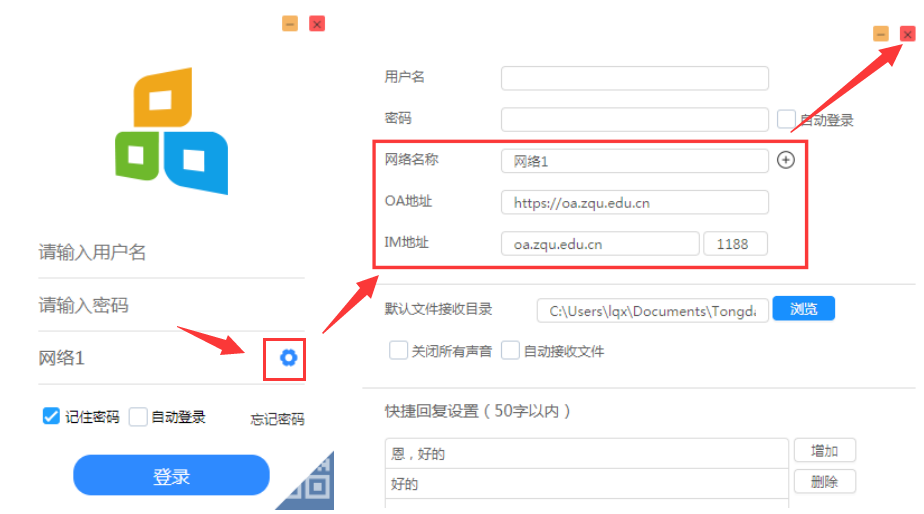 请输入用户名
请输入密码
网络1
记住密码 自动登录 忘记密码
登录
用户名
密码 自动登录
网络名称 网络1
OA地址 https://oa.zqu.edu.cn
IM地址 oa.zqu.edu.cn 1188
默认文件接收目录 C:\Users\lqx\Documents\Tongda 浏览
关闭所有声音 自动接收文件
快捷回复设置（50字以内）
恩，好的 增加
好的 删除